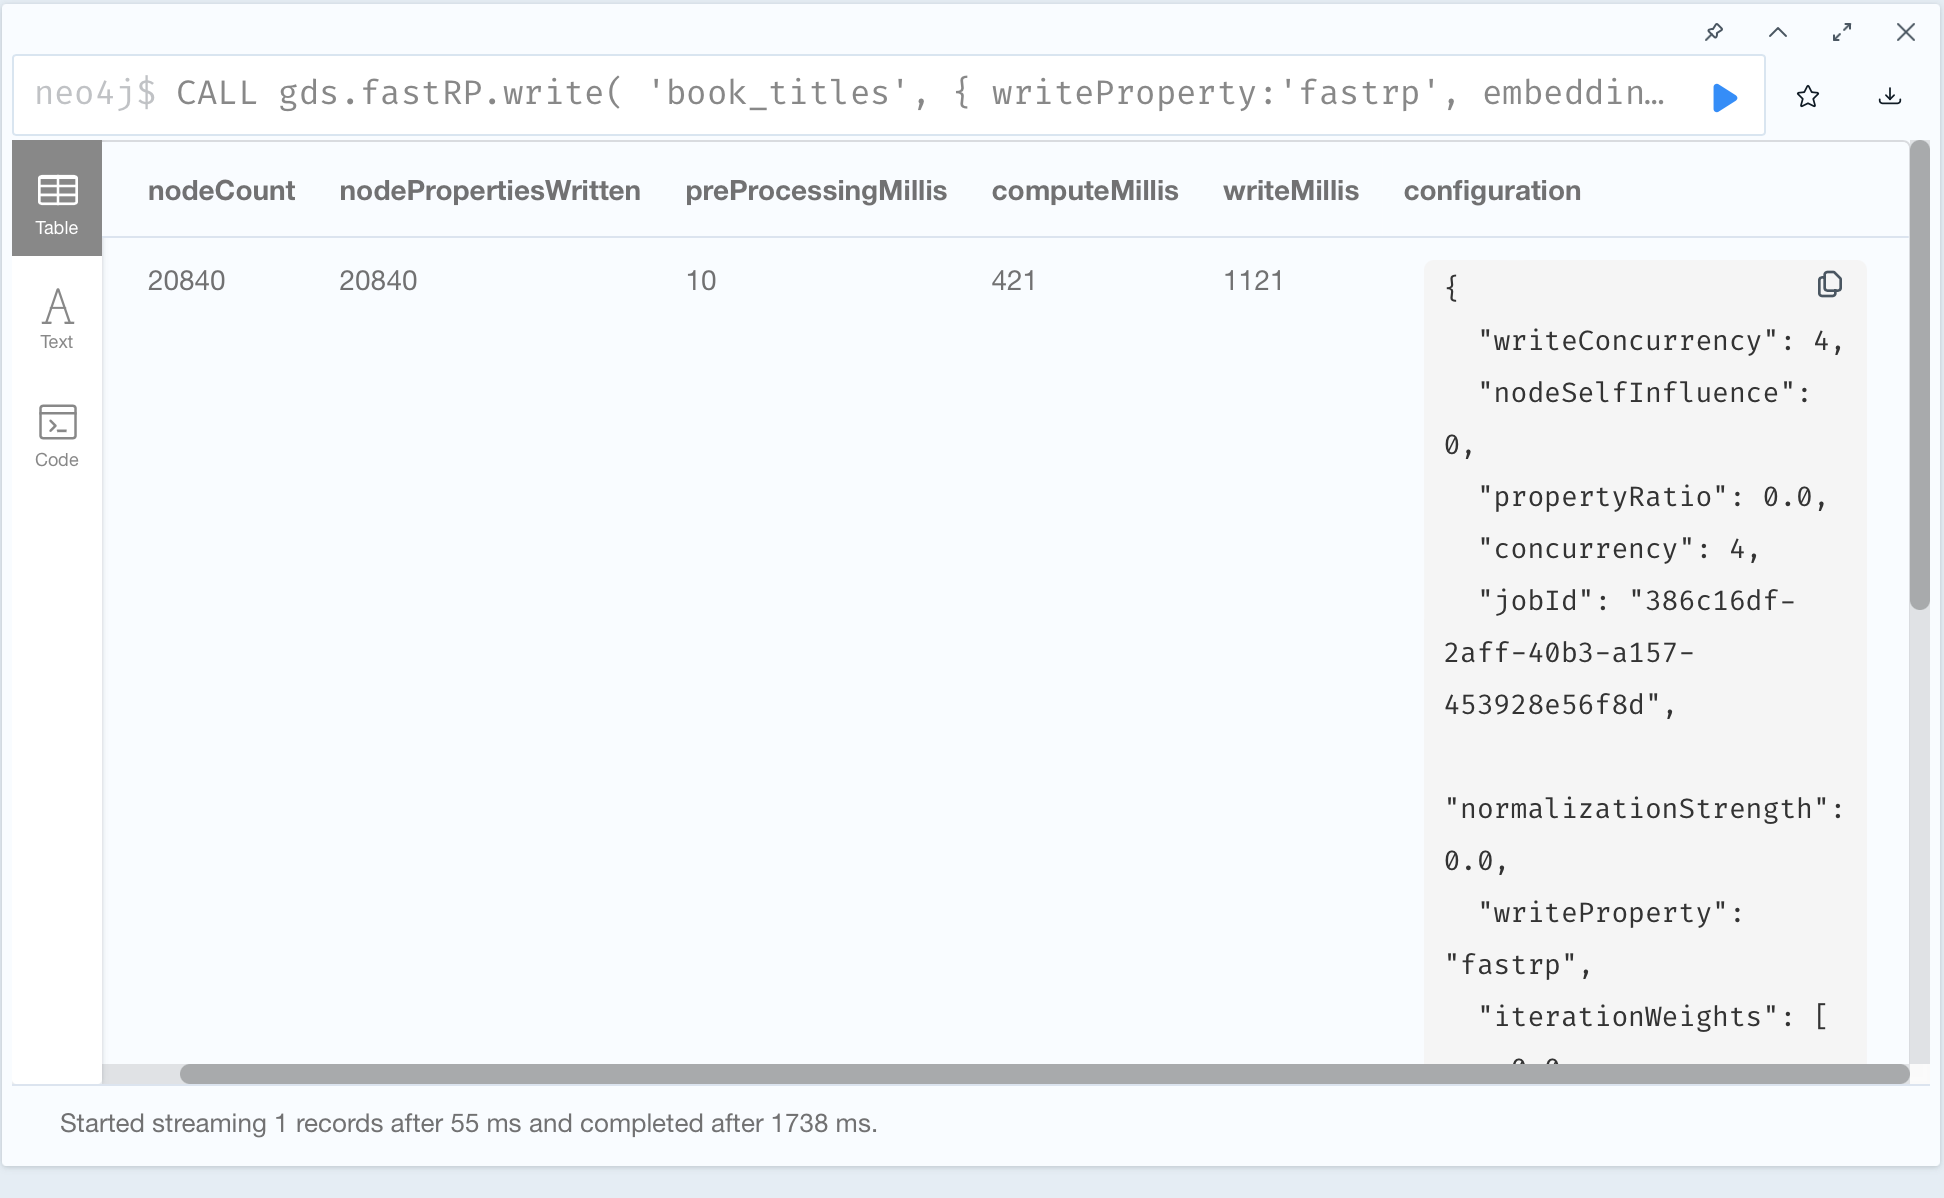 neo4j$ CALL gds.fastRP.write( 'book_titles', { writeProperty:'fastrp', embeddin…
nodeCount nodePropertiesWritten preProcessingMillis computeMillis writeMillis configuration
Table
20840 20840 10 421 1121
{
"writeConcurrency": 4,
"nodeSelfInfluence":
0,
"propertyRatio": 0.0,
"concurrency": 4,
"jobId": "386c16df-
2aff-40b3-a157-
453928e56f8d",
"normalizationStrength":
0.0,
"writeProperty":
"fastrp",
"iterationWeights": [
Text
Code
Started streaming 1 records after 55 ms and completed after 1738 ms.